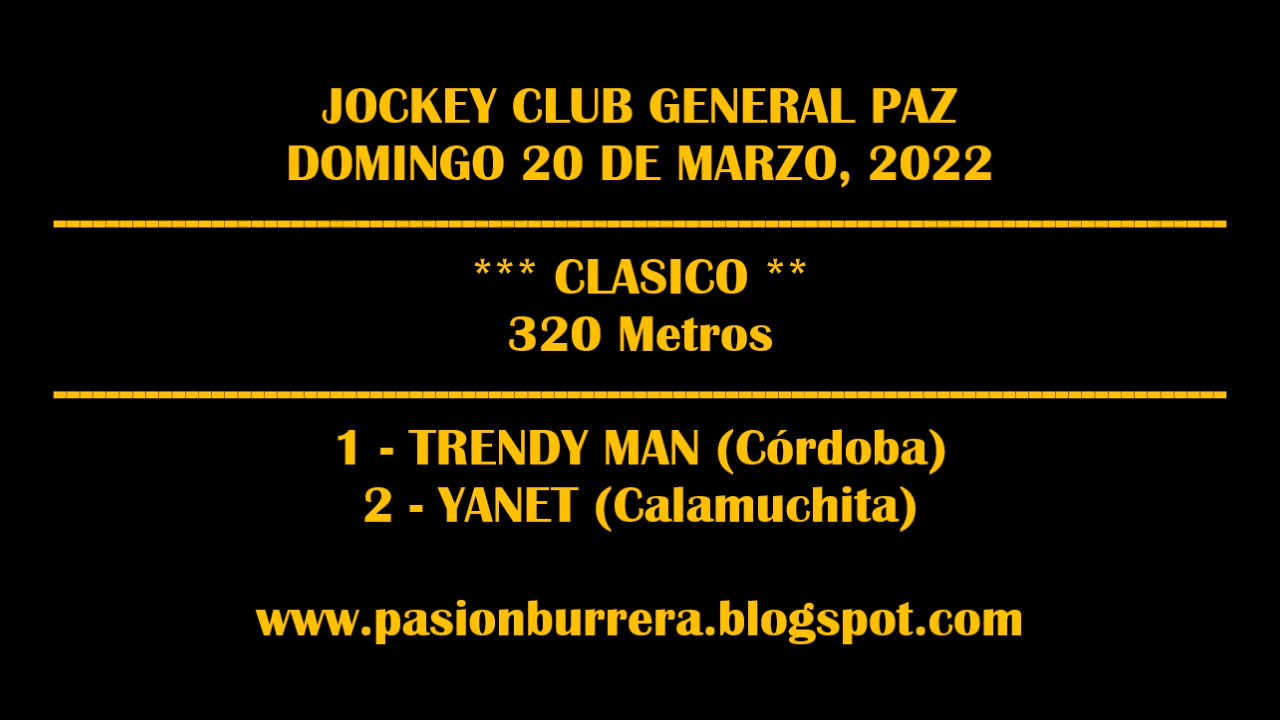 JOCKEY CLUB GENERAL PAZ
DOMINGO 20 DE MARZO, 2022
*** CLASICO **
320 Metros
1 - TRENDY MAN (Córdoba)
2 - YANET (Calamuchita)
www.pasionburrera.blogspot.com